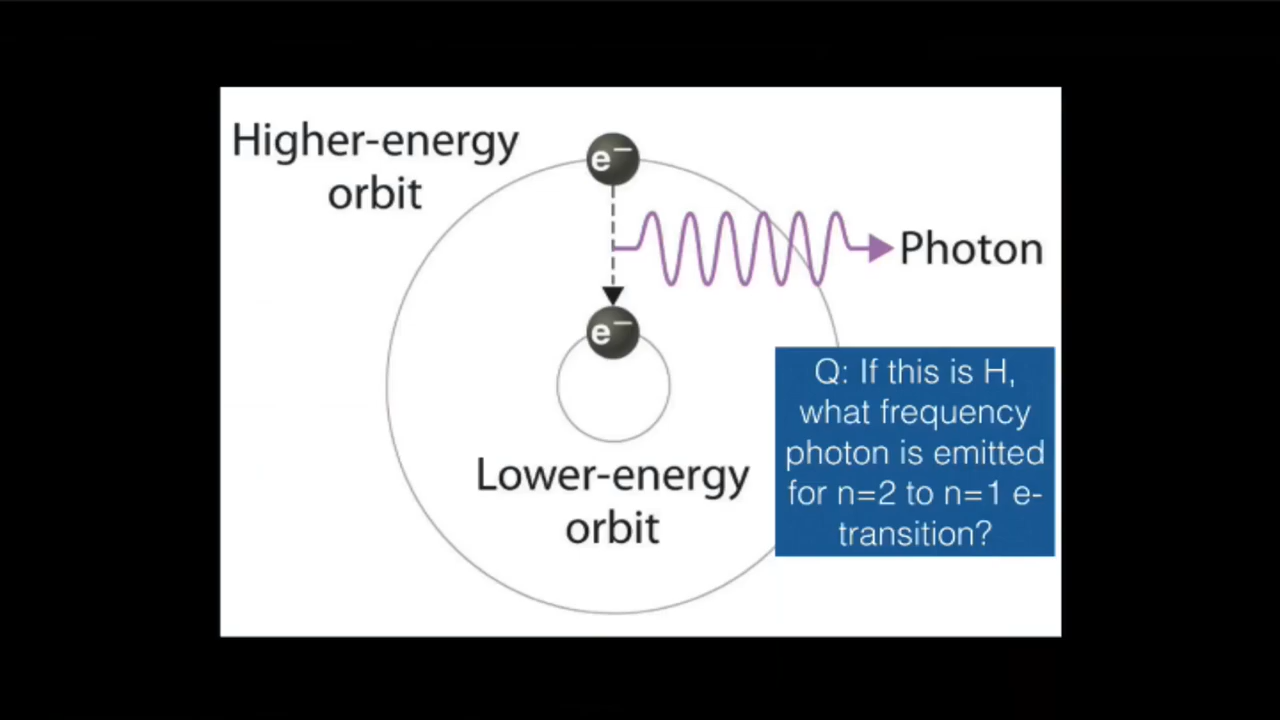 Higher-energy
orbit
e−
Photon
e−
Lower-energy
orbit
Q: If this is H,
what frequency
photon is emitted
for n=2 to n=1 e-
transition?